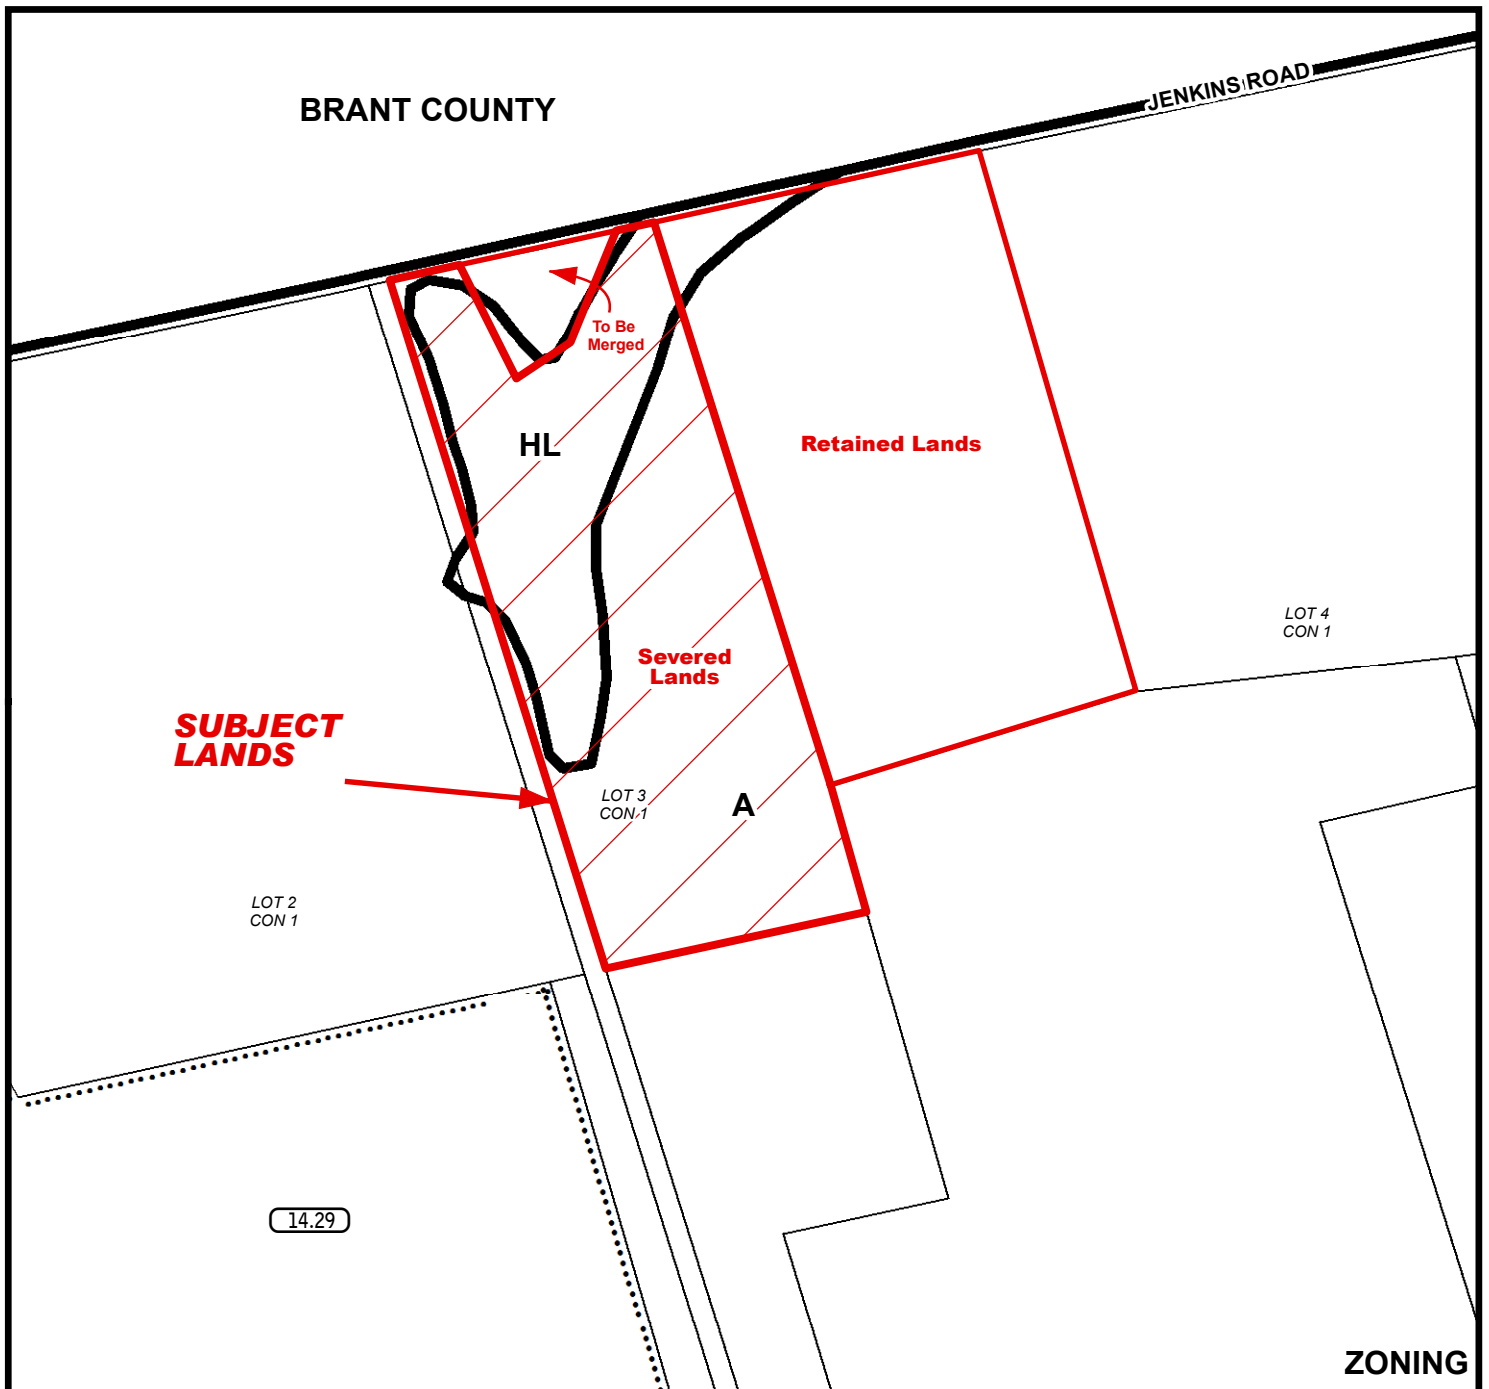 BRANT COUNTY
JENKINS ROAD
To Be
Merged
HL
Retained Lands
LOT 4
CON 1
Severed
Lands
SUBJECT
LANDS
LOT 3
CON 1
A
LOT 2
CON 1
14.29
ZONING